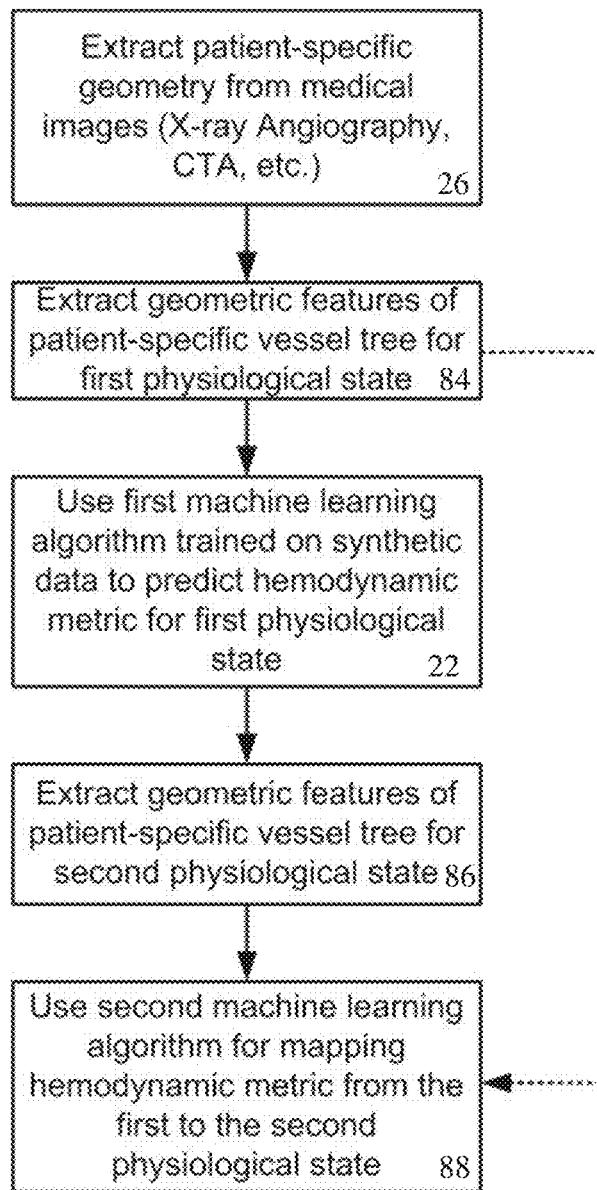 Extract patient-specific
geometry from medical
images (X-ray Angiography,
CTA, etc.)
26
Extract geometric features of
patient-specific vessel tree for
first physiological state 84
Use first machine learning
algorithm trained on synthetic
data to predict hemodynamic
metric for first physiological
state
22
Extract geometric features of
patient-specific vessel tree for
second physiological state 86
Use second machine learning
algorithm for mapping
hemodynamic metric from the
first to the second
physiological state 88